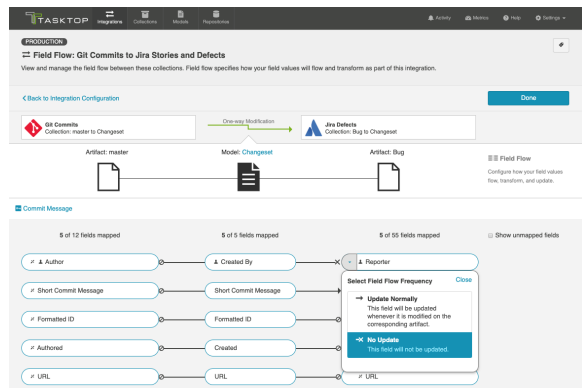 TASKTOP
Integrations
Collections
Models
Repositories
Activity
Metrics
Help
Settings
PRODUCTION
Field Flow: Git Commits to Jira Stories and Defects
View and manage the field flow between these collections. Field flow specifies how your field values will flow and transform as part of this integration.
Back to Integration Configuration
Done
Git Commits
Collection: master to Changeset
One-way Modification
Jira Defects
Collection: Bug to Changeset
Artifact: master
Model: Changeset
Artifact: Bug
Field Flow
Configure how your field values
flow, transform, and update.
Commit Message
5 of 12 fields mapped
5 of 5 fields mapped
5 of 55 fields mapped
Show unmapped fields
Author
Created By
Reporter
Select Field Flow Frequency
Close
Short Commit Message
Short Commit Message
Update Normally
This field will be updated
whenever it is modified on the
corresponding artifact.
Formatted ID
Formatted ID
No Update
This field will not be updated.
Authored
Created
URL
URL
URL